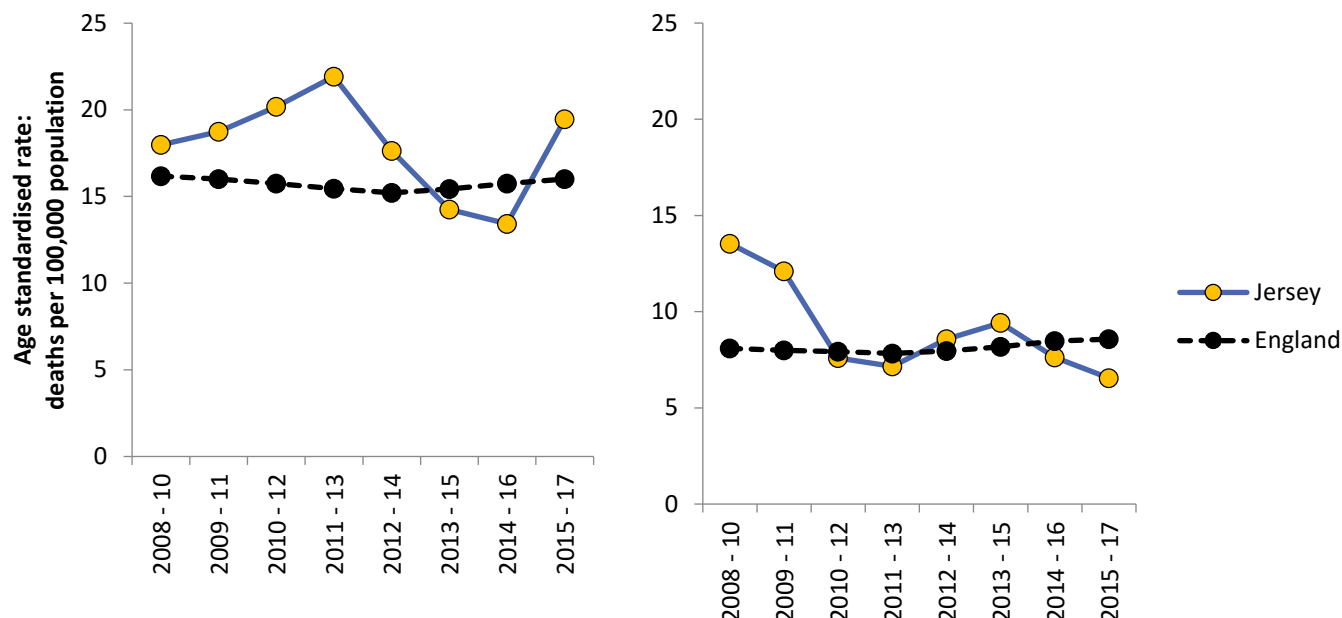 Age standardised rate:
deaths per 100,000 population
25
20
15
10
5
0
2008 - 10
2009 - 11
2010 - 12
2011 - 13
2012 - 14
2013 - 15
2014 - 16
2015 - 17
25
20
15
10
5
0
2008 - 10
2009 - 11
2010 - 12
2011 - 13
2012 - 14
2013 - 15
2014 - 16
2015 - 17
Jersey
England